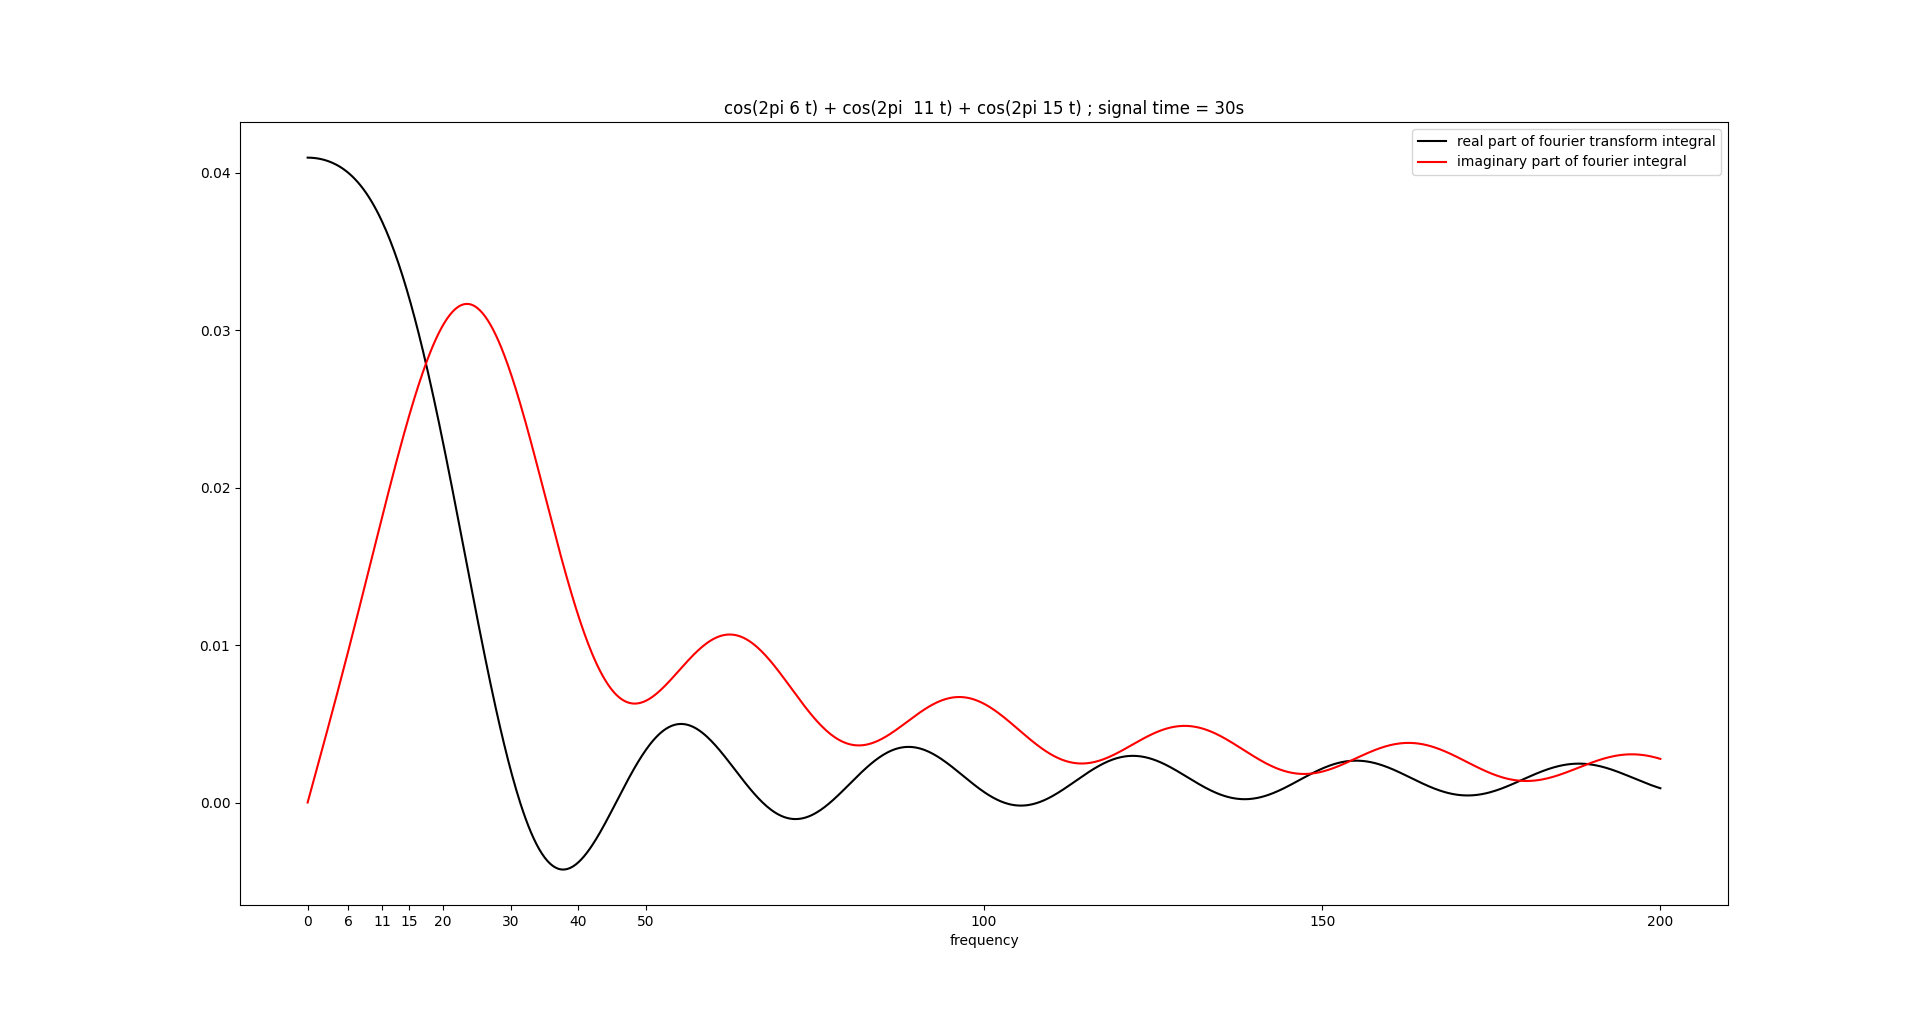 cos(2pi 6 t) + cos(2pi  11 t) + cos(2pi 15 t) ; signal time = 30s
real part of fourier transform integral
imaginary part of fourier integral
0.04
0.03
0.02
0.01
0.00
0 6 11 15 20 30 40 50 100 150 200
frequency